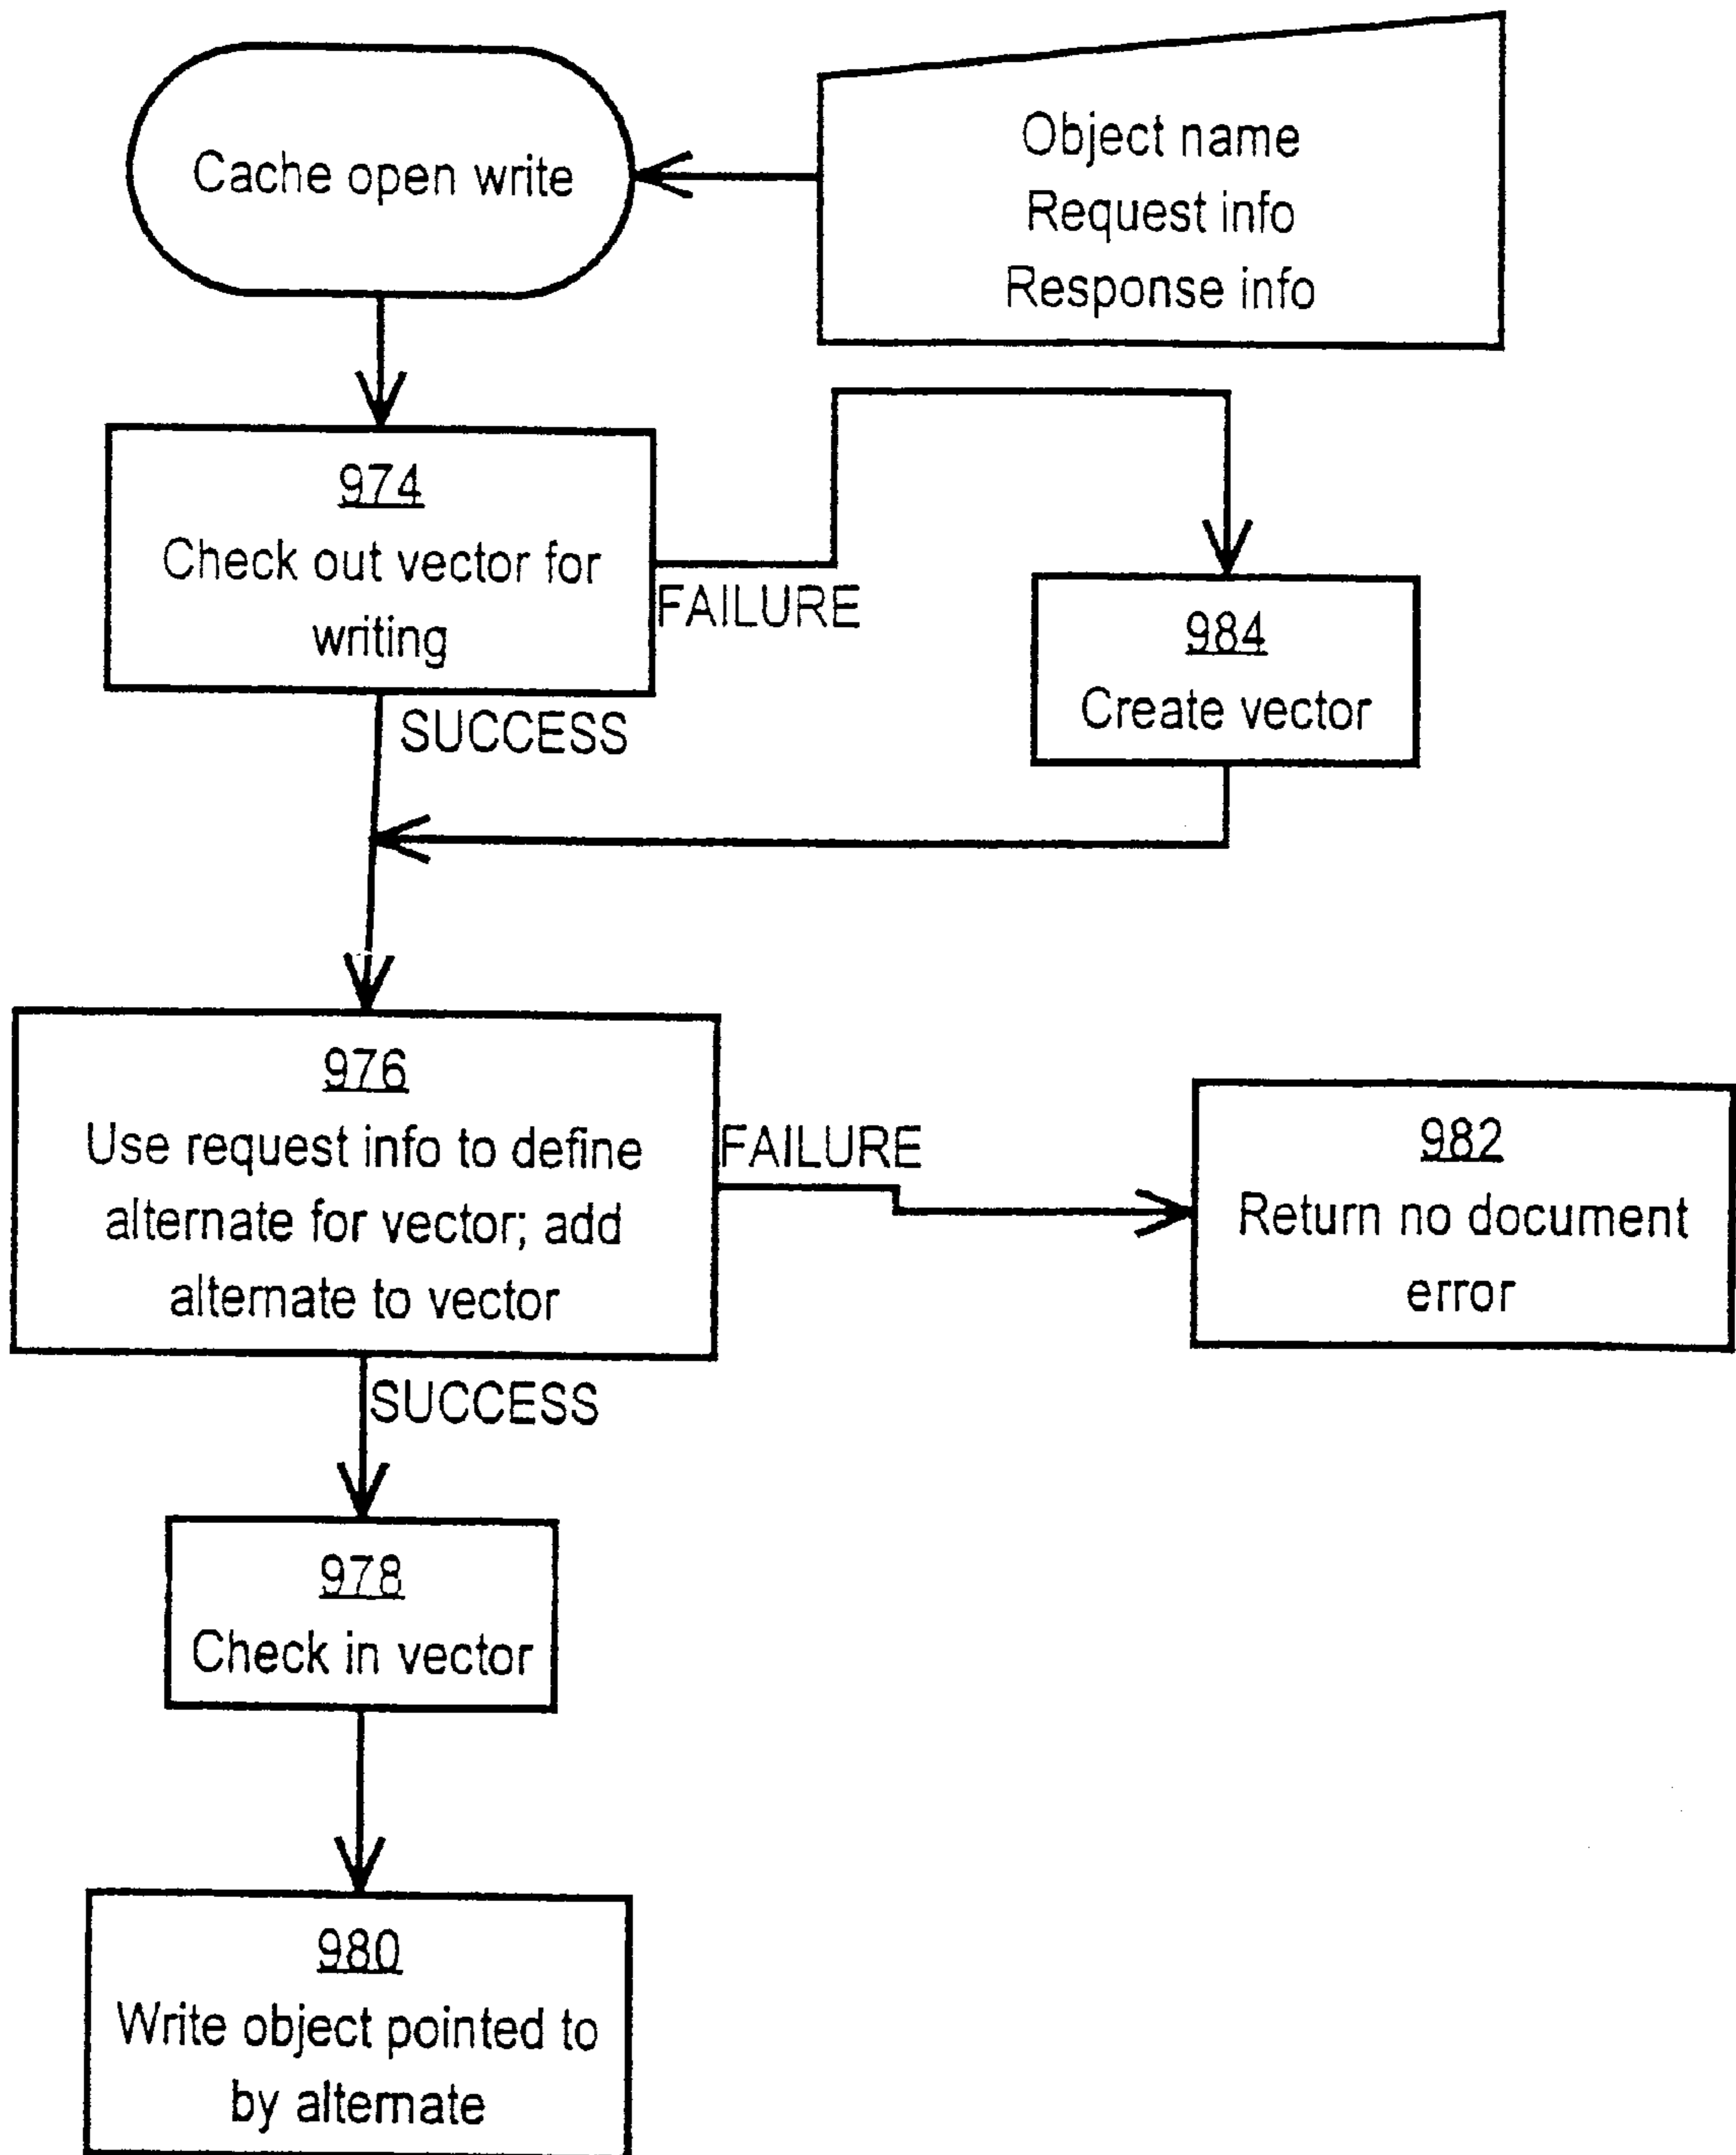 Cache open write
Object name
Request info
Response info
974
Check out vector for
writing
FAILURE
SUCCESS
984
Create vector
976
Use request info to define
alternate for vector; add
alternate to vector
FAILURE
SUCCESS
982
Return no document
error
978
Check in vector
980
Write object pointed to
by alternate